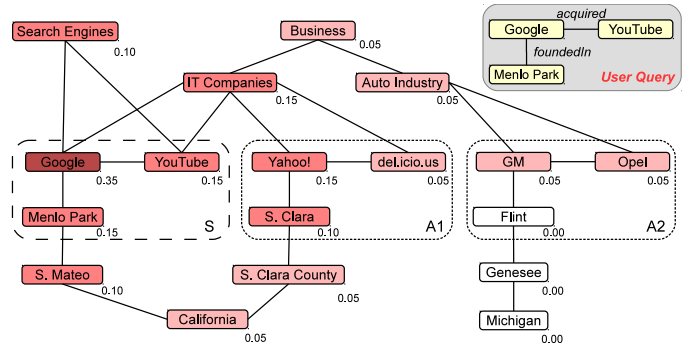 acquired
Search Engines
Business
Google
YouTube
0.10
0.05
foundedIn
IT Companies
Auto Industry
Menlo Park
User Query
0.15
0.05
Google
YouTube
Yahoo!
del.icio.us
GM
Opel
0.35
0.15
0.15
0.05
0.05
0.05
Menlo Park
S. Clara
Flint
0.15
S
0.10
A1
0.00
A2
S. Mateo
S. Clara County
Genesee
0.10
0.05
0.00
California
Michigan
0.05
0.00